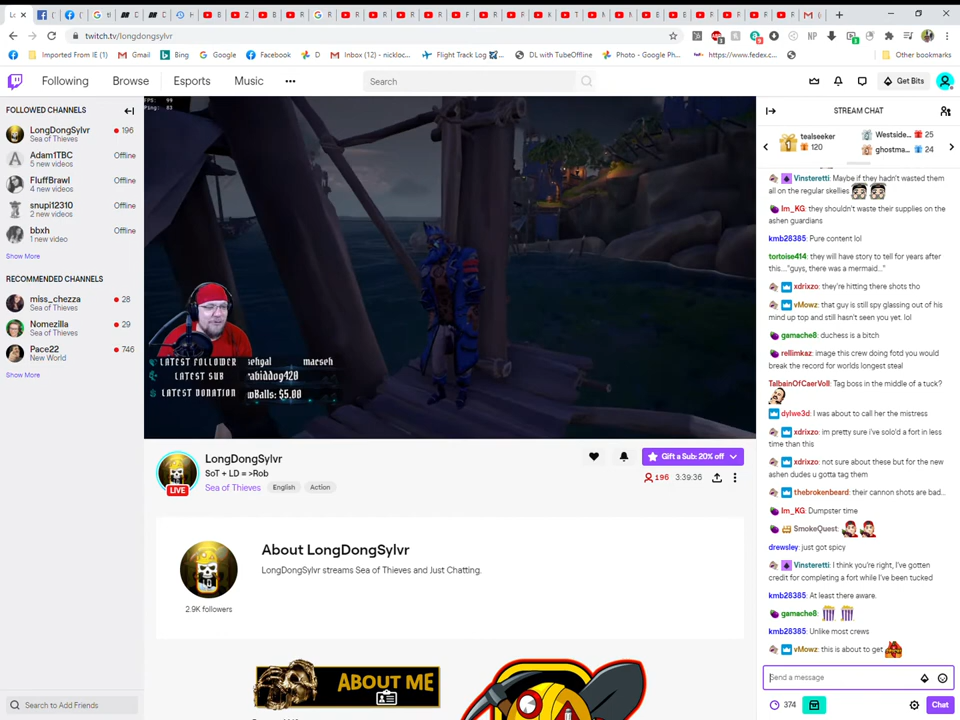 twitch.tv/longdongsylvr
Imported From IE (1) Gmail Bing Google Facebook D Inbox (12) - nickloc... Flight Track Log DL with TubeOffline Photo - Photo - Ph... https://www.fedex.c... Other bookmarks
Following Browse Esports Music ••• Search Get Bits
FOLLOWED CHANNELS
LongDongSylvr 196
Sea of Thieves
Adam1TBC Offline
5 new videos
FluffBrawl Offline
4 new videos
snupi12310 Offline
2 new videos
bbxh Offline
1 new video
Show More
RECOMMENDED CHANNELS
miss_chezza 28
Sea of Thieves
Nomezilla 29
Sea of Thieves
Pace22 746
New World
Show More
Search to Add Friends
FPS: 99
Ping: 83
LATEST FOLLOWER
LATEST SUB
LATEST DONATION
sehgal macseh
rabiddog420
wBalls: $5.00
LongDongSylvr
SoT + LD = >Rob
Sea of Thieves English Action
LIVE
Gift a Sub: 20% off
196 3:39:36
About LongDongSylvr
LongDongSylvr streams Sea of Thieves and Just Chatting.
2.9K followers
ABOUT ME
STREAM CHAT
tealseeker
120
Westside... 25
ghostma... 24
Vinsteretti: Maybe if they hadn't wasted them
all on the regular skellies
Im_KG: they shouldn't waste their supplies on the
ashen guardians
kmb28385: Pure content lol
tortoise414: they will have story to tell for years after
this...."guys, there was a mermaid..."
xdrixzo: they're hitting there shots tho
vMowz: that guy is still spy glassing out of his
mind up top and still hasn't seen you yet. lol
gamache8: duchess is a bitch
rellimkaz: image this crew doing fotd you would
break the record for worlds longest steal
TalbainOfCaerVoll: Tag boss in the middle of a tuck?
dylwe3d: I was about to call her the mistress
xdrixzo: im pretty sure i've solo'd a fort in less
time than this
xdrixzo: not sure about these but for the new
ashen dudes u gotta tag them
thebrokenbeard: their cannon shots are bad...
Im_KG: Dumpster time
SmokeQuest:
drewsley: just got spicy
Vinsteretti: I think you're right, I've gotten
credit for completing a fort while I've been tucked
kmb28385: At least there aware.
gamache8:
kmb28385: Unlike most crews
vMowz: this is about to get
Send a message
374 Chat